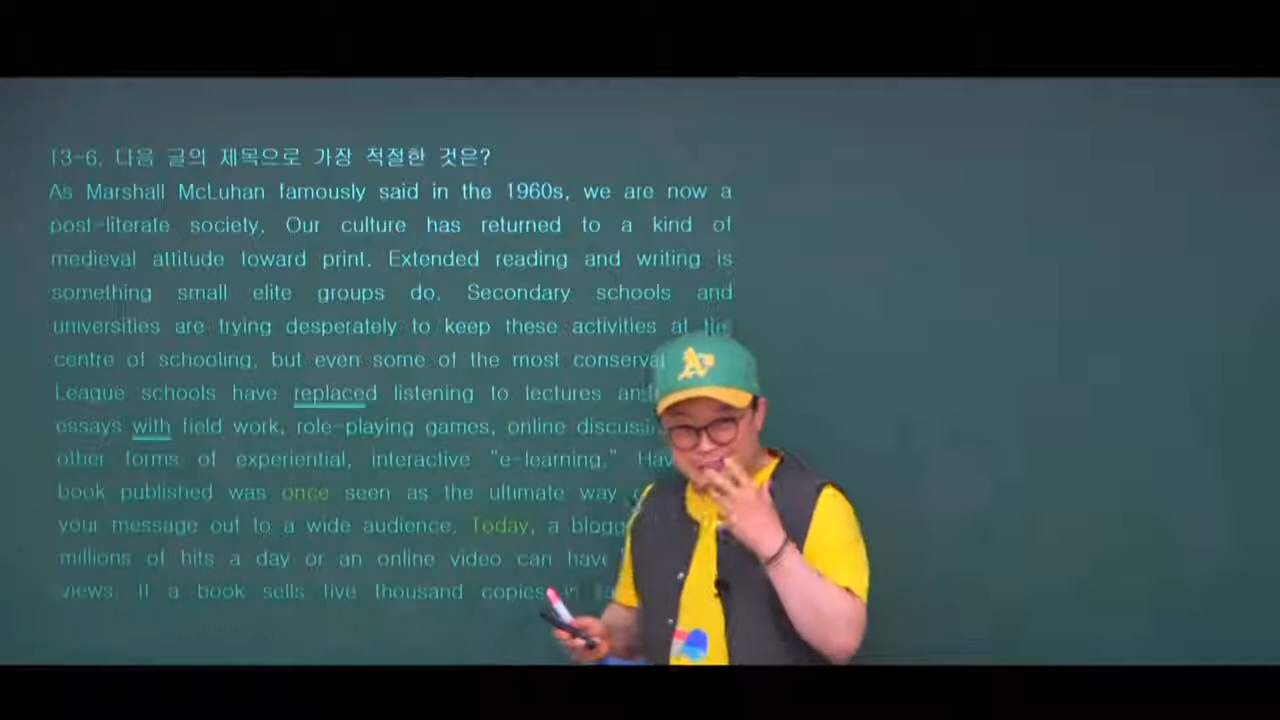 13-6. 다음 글의 제목으로 가장 적절한 것은?
As Marshall McLuhan famously said in the 1960s, we are now a
post-literate society. Our culture has returned to a kind of
medieval attitude toward print. Extended reading and writing is
something small elite groups do. Secondary schools and
universities are trying desperately to keep these activities at the
centre of schooling, but even some of the most
League schools have replaced listening to lectures
essays with field work, role-playing games, online
other forms of experiential, interactive "e-learning."
book published was once seen as the ultimate way
your message out to a wide audience. Today, a
millions of hits a day or an online video can have
views. If a book sells five thousand copies in
A's